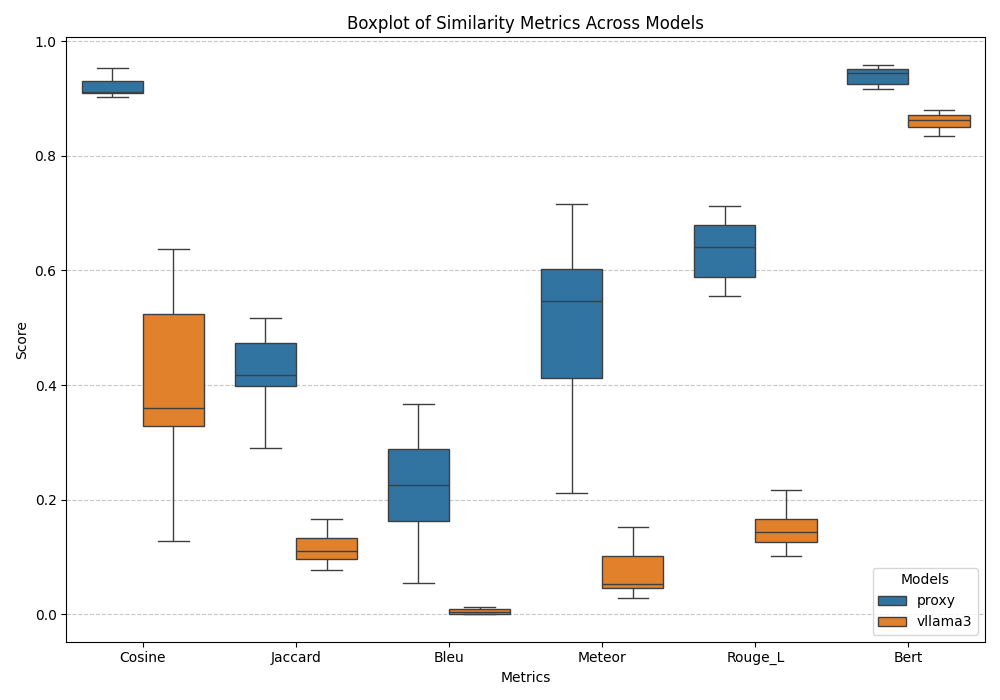 Boxplot of Similarity Metrics Across Models
1.0
0.8
0.6
0.4
0.2
0.0
Score
Cosine
Jaccard
Bleu
Meteor
Rouge_L
Bert
Metrics
Models
proxy
vllama3